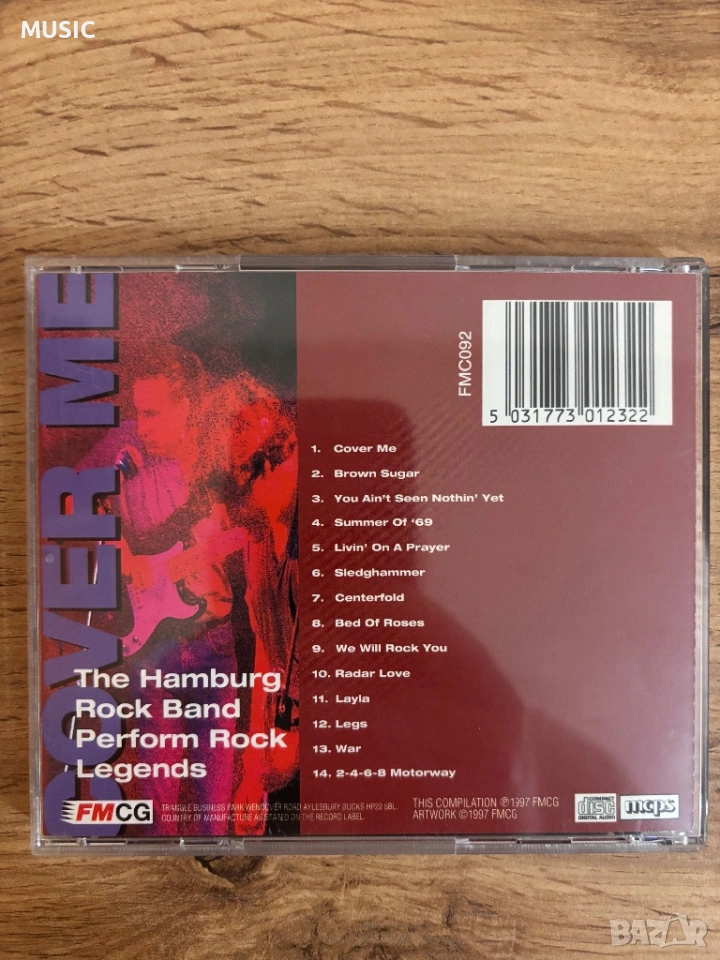 MUSIC
COVER ME
FMC092
5 031773 012322
1. Cover Me
2. Brown Sugar
3. You Ain't Seen Nothin' Yet
4. Summer Of '69
5. Livin' On A Prayer
6. Sledghammer
7. Centerfold
8. Bed Of Roses
9. We Will Rock You
10. Radar Love
11. Layla
12. Legs
13. War
14. 2-4-6-8 Motorway
The Hamburg
Rock Band
Perform Rock
Legends
FMCG
TRIANGLE BUSINESS PARK WENDOVER ROAD AYLESBURY BUCKS HP22 5BL.
COUNTRY OF MANUFACTURE AS STATED ON THE RECORD LABEL.
THIS COMPILATION ℗1997 FMCG
ARTWORK ©1997 FMCG
COMPACT
disc
DIGITAL AUDIO
mcps
BAZAR